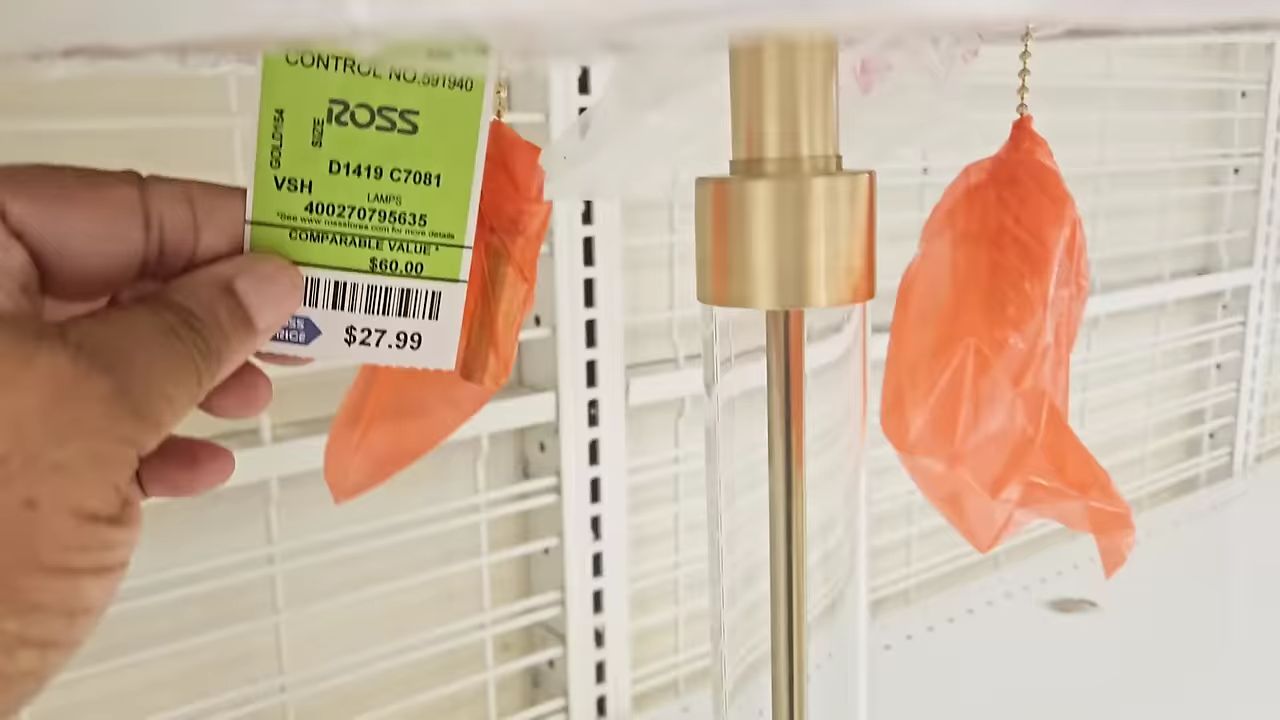 CONTROL NO.591940
ROSS
SIZE
GOLD154
D1419 C7081
VSH
LAMPS
400270795635
*See www.rossstores.com for more details
COMPARABLE VALUE *
$60.00
$27.99